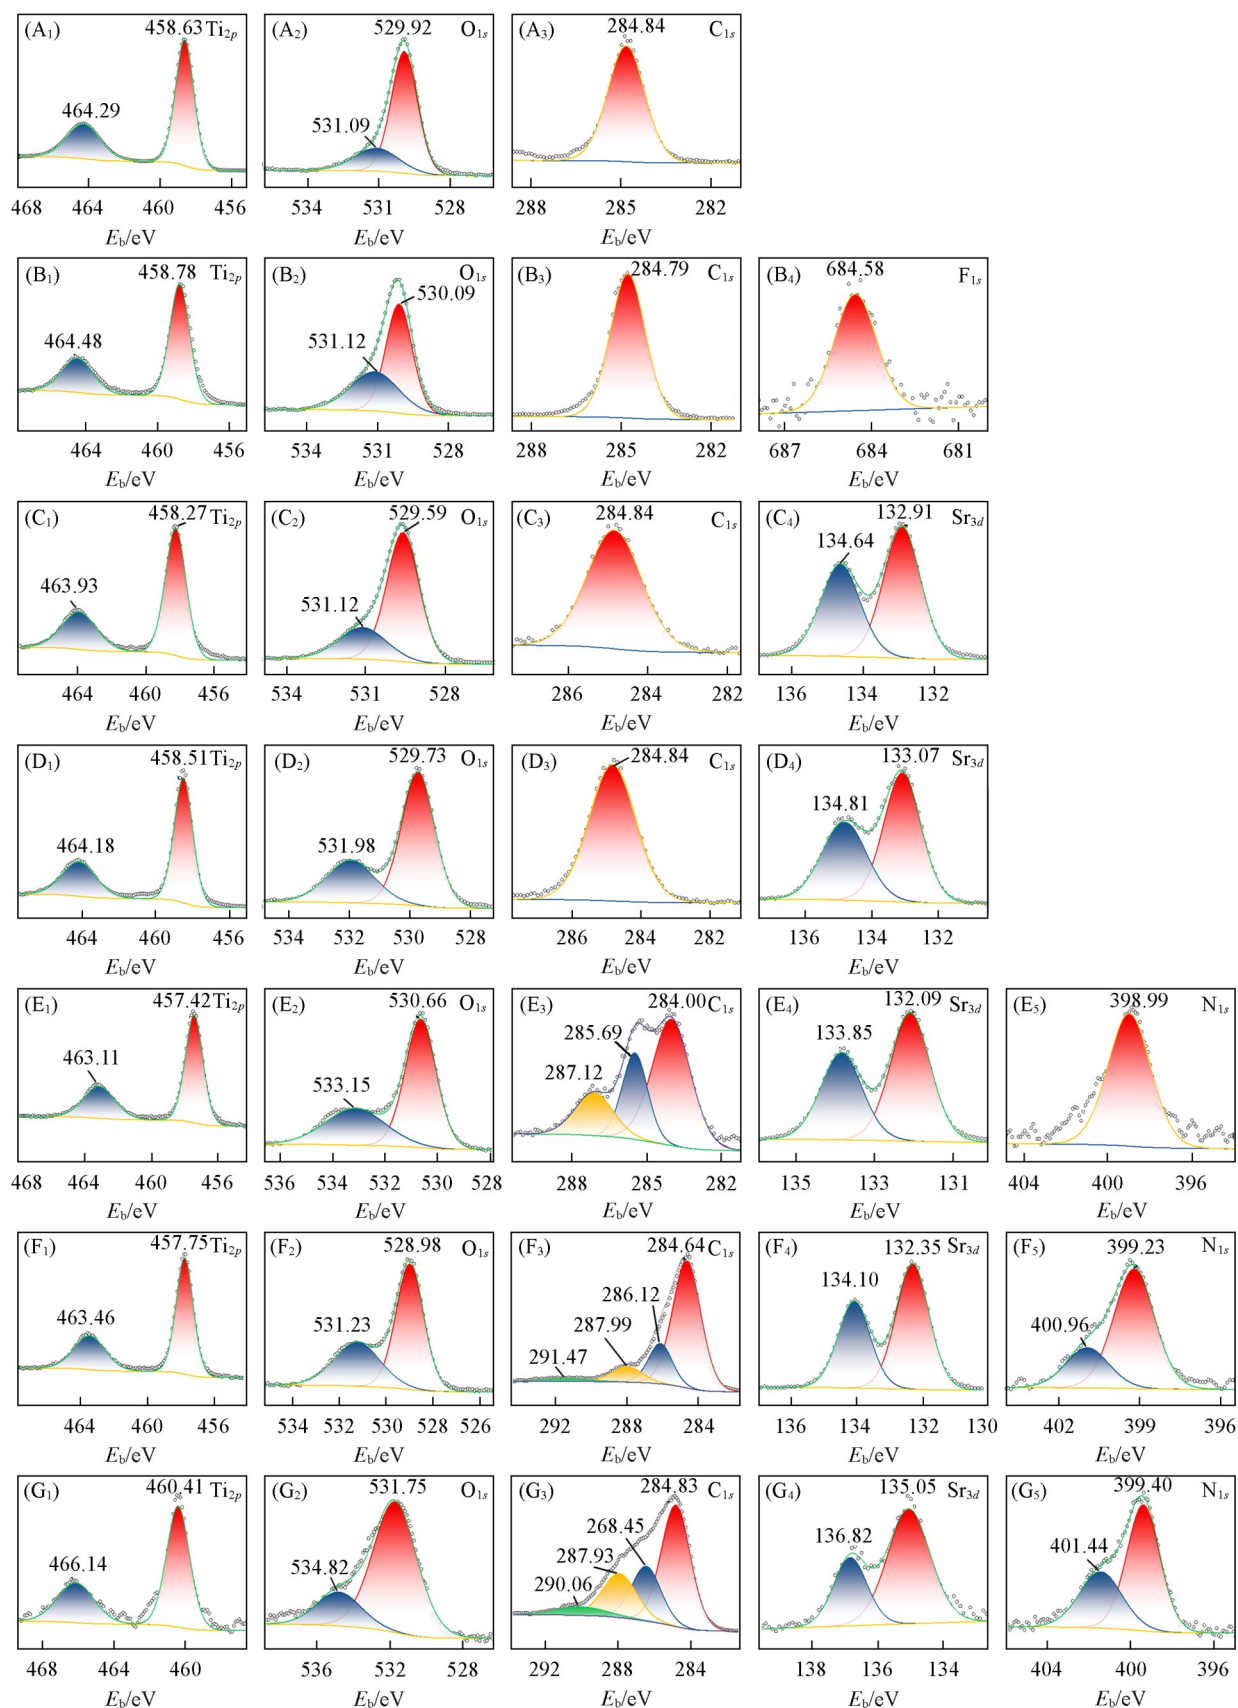 (A1) 458.63 Ti2p
464.29
468 464 460 456
Eb/eV
(A2) 529.92 O1s
531.09
534 531 528
Eb/eV
(A3) 284.84 C1s
288 285 282
Eb/eV
(B1) 458.78 Ti2p
464.48
464 460 456
Eb/eV
(B2) O1s
530.09
531.12
534 531 528
Eb/eV
(B3) 284.79 C1s
288 285 282
Eb/eV
(B4) 684.58 F1s
687 684 681
Eb/eV
(C1) 458.27 Ti2p
463.93
464 460 456
Eb/eV
(C2) 529.59 O1s
531.12
534 531 528
Eb/eV
(C3) 284.84 C1s
286 284 282
Eb/eV
(C4) 132.91 Sr3d
134.64
136 134 132
Eb/eV
(D1) 458.51 Ti2p
464.18
464 460 456
Eb/eV
(D2) 529.73 O1s
531.98
534 532 530 528
Eb/eV
(D3) 284.84 C1s
286 284 282
Eb/eV
(D4) 133.07 Sr3d
134.81
136 134 132
Eb/eV
(E1) 457.42 Ti2p
463.11
468 464 460 456
Eb/eV
(E2) 530.66 O1s
533.15
536 534 532 530 528
Eb/eV
(E3) 284.00 C1s
285.69
287.12
288 285 282
Eb/eV
(E4) 132.09 Sr3d
133.85
135 133 131
Eb/eV
(E5) 398.99 N1s
404 400 396
Eb/eV
(F1) 457.75 Ti2p
463.46
464 460 456
Eb/eV
(F2) 528.98 O1s
531.23
534 532 530 528 526
Eb/eV
(F3) 284.64 C1s
286.12
287.99
291.47
292 288 284
Eb/eV
(F4) 132.35 Sr3d
134.10
136 134 132 130
Eb/eV
(F5) 399.23 N1s
400.96
402 399 396
Eb/eV
(G1) 460.41 Ti2p
466.14
468 464 460
Eb/eV
(G2) 531.75 O1s
534.82
536 532 528
Eb/eV
(G3) 284.83 C1s
268.45
287.93
290.06
292 288 284
Eb/eV
(G4) 135.05 Sr3d
136.82
138 136 134
Eb/eV
(G5) 399.40 N1s
401.44
404 400 396
Eb/eV